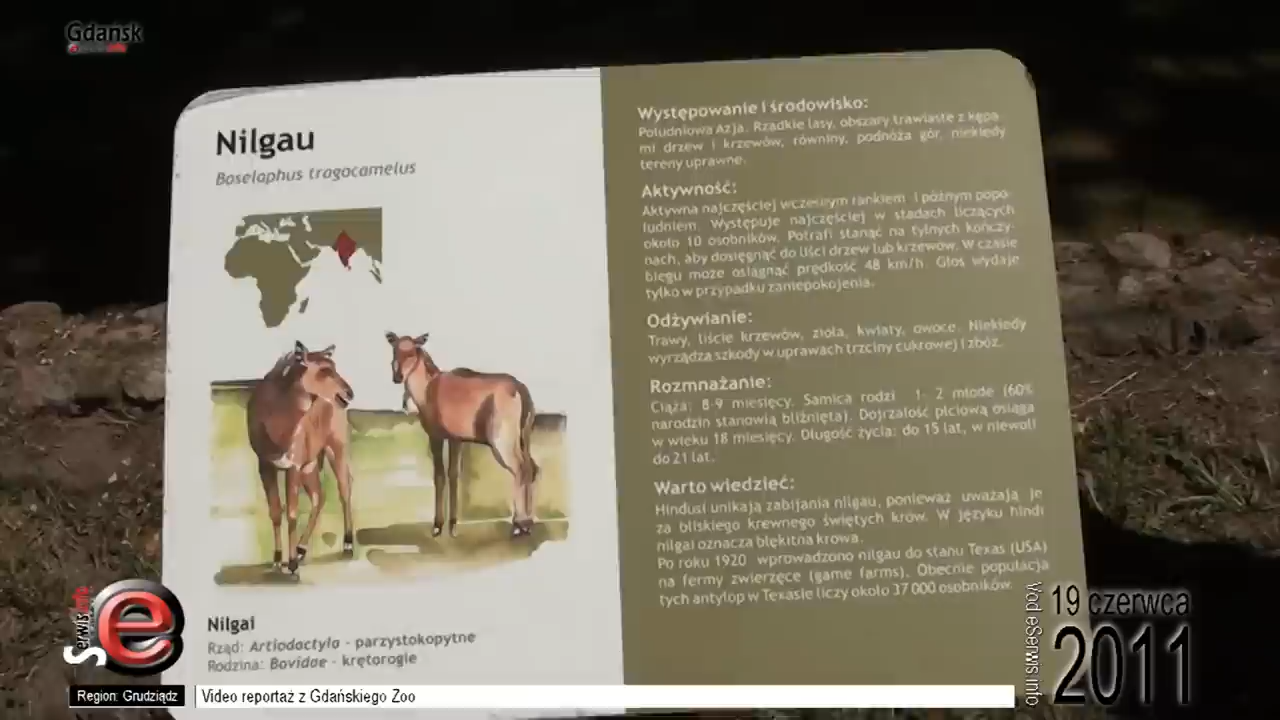 Gdańsk
Nilgau
Boselaphus tragocamelus
Nilgai
Rząd: Artiodactyla - parzystokopytne
Rodzina: Bovidae - krętorogie
Występowanie i środowisko:
Południowa Azja. Rzadkie lasy, obszary trawiaste z kępa-
mi drzew i krzewów, równiny, podnóża gór, niekiedy
tereny uprawne.
Aktywność:
Aktywna najczęściej wczesnym rankiem i późnym popo-
łudniem. Występuje najczęściej w stadach liczących
około 10 osobników. Potrafi stanąć na tylnych kończy-
nach, aby dosięgnąć do liści drzew lub krzewów. W czasie
biegu może osiągnąć prędkość 48 km/h. Głos wydaje
tylko w przypadku zaniepokojenia.
Odżywianie:
Trawy, liście krzewów, zioła, kwiaty, owoce. Niekiedy
wyrządza szkody w uprawach trzciny cukrowej i zbóż.
Rozmnażanie:
Ciąża: 8-9 miesięcy. Samica rodzi 1- 2 młode (60%
narodzin stanowią bliźnięta). Dojrzałość płciową osiąga
w wieku 18 miesięcy. Długość życia: do 15 lat, w niewoli
do 21 lat.
Warto wiedzieć:
Hindusi unikają zabijania nilgau, ponieważ uważają je
za bliskiego krewnego świętych krów. W języku hindi
nilgai oznacza błękitna krowa.
Po roku 1920 wprowadzono nilgau do stanu Texas (USA)
na fermy zwierzęce (game farms). Obecnie populacja
tych antylop w Texasie liczy około 37 000 osobników.
e
Serwis.info
Region: Grudziądz
Video reportaż z Gdańskiego Zoo
Vod eSerwis.info
19 czerwca
2011